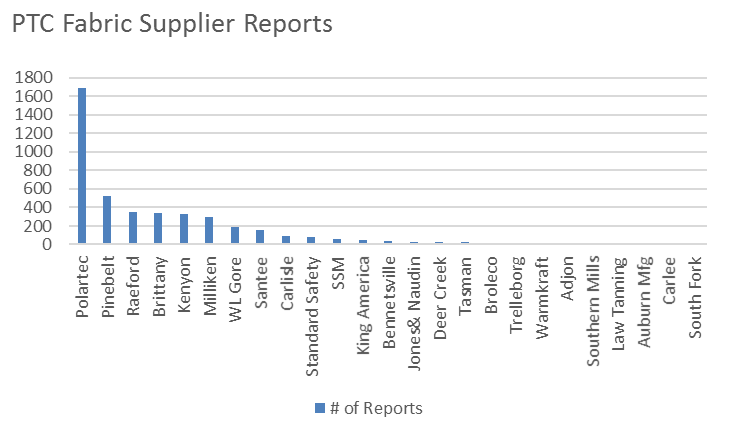 PTC Fabric Supplier Reports
1800
1600
1400
1200
1000
800
600
400
200
0
Polartec
Pinebelt
Raeford
Brittany
Kenyon
Milliken
WL Gore
Santee
Carlisle
Standard Safety
SSM
King America
Bennetsville
Jones& Naudin
Deer Creek
Tasman
Broleco
Trelleborg
Warmkraft
Adjon
Southern Mills
Law Tanning
Auburn Mfg
Carlee
South Fork
# of Reports